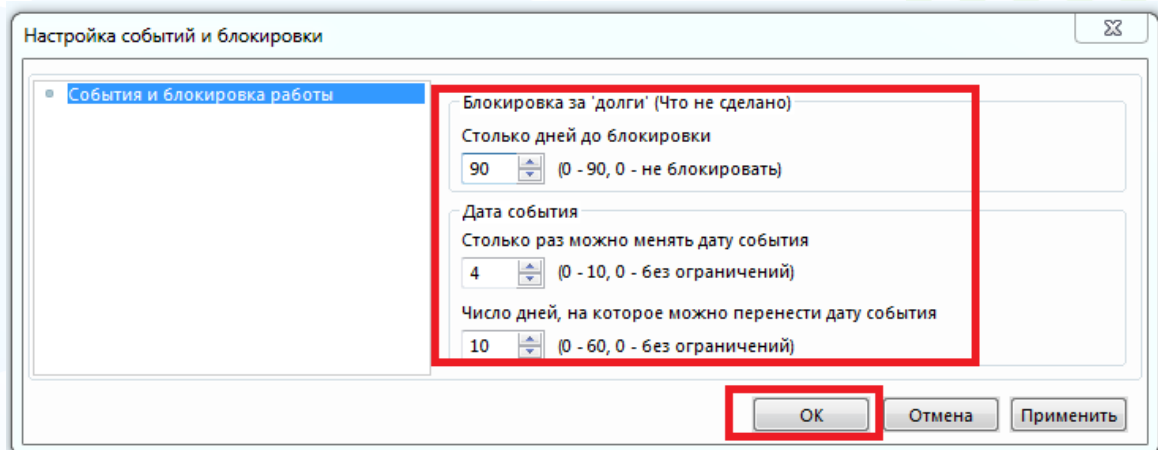 Настройка событий и блокировки
События и блокировка работы
Блокировка за 'долги' (Что не сделано)
Столько дней до блокировки
90 (0 - 90, 0 - не блокировать)
Дата события
Столько раз можно менять дату события
4 (0 - 10, 0 - без ограничений)
Число дней, на которое можно перенести дату события
10 (0 - 60, 0 - без ограничений)
ОК Отмена Применить